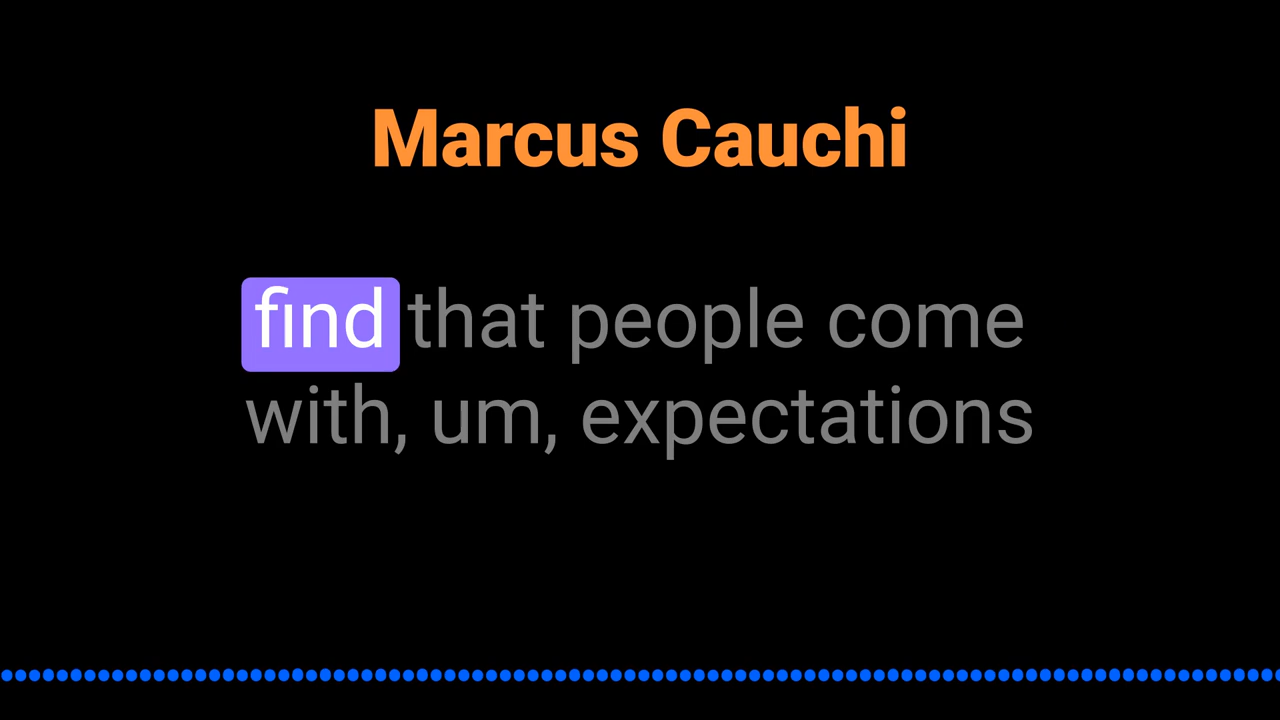 Marcus Cauchi
find that people come
with, um, expectations